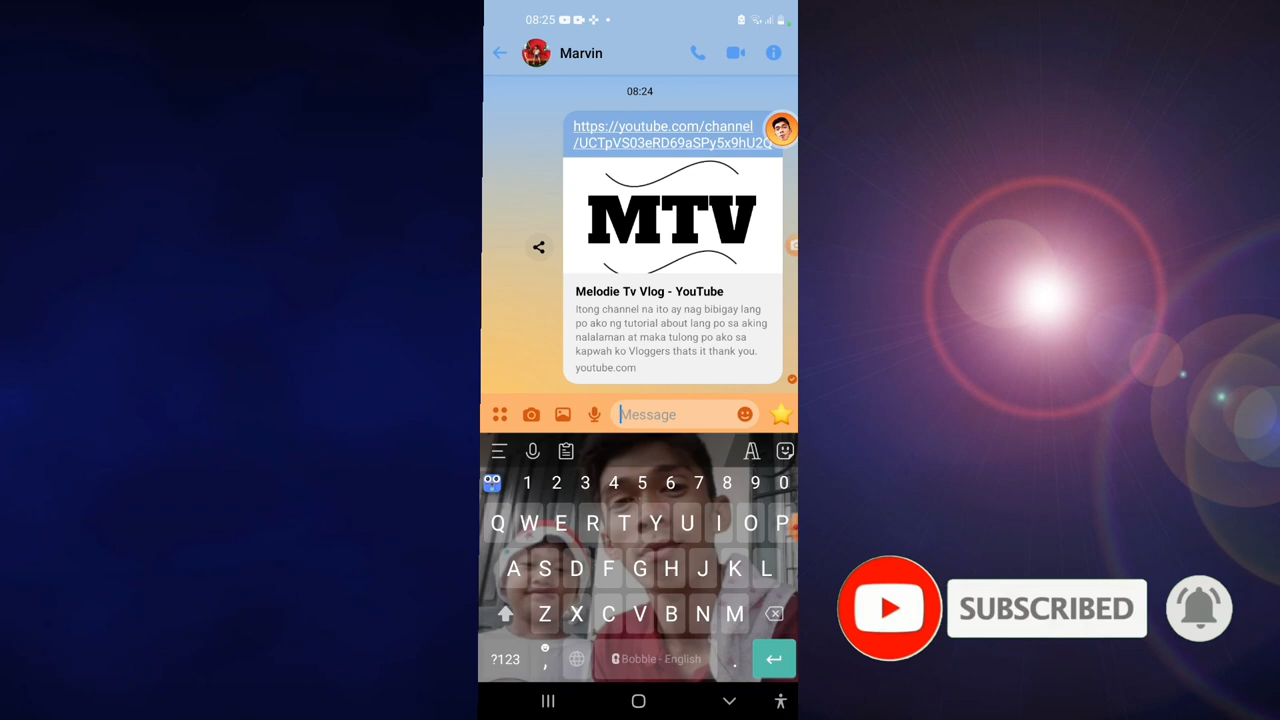 08:25
Marvin
08:24
https://youtube.com/channel
/UCTpVS03eRD69aSPy5x9hU2Q
MTV
Melodie Tv Vlog - YouTube
Itong channel na ito ay nag bibigay lang
po ako ng tutorial about lang po sa aking
nalalaman at maka tulong po ako sa
kapwah ko Vloggers thats it thank you.
youtube.com
Message
1 2 3 4 5 6 7 8 9 0
Q W E R T Y U I O P
A S D F G H J K L
Z X C V B N M
?123 , Bobble - English .
SUBSCRIBED